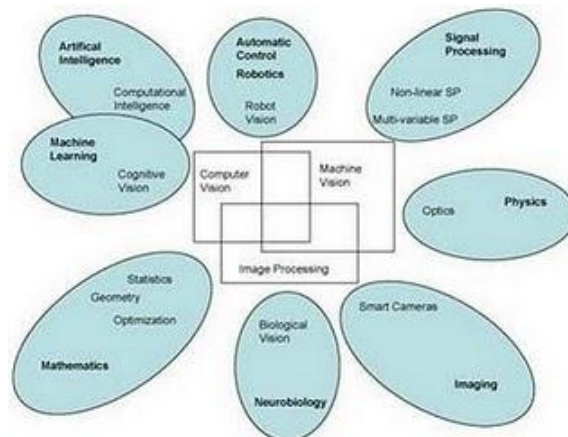 Artifical
Intelligence
Computational
Intelligence
Machine
Learning
Cognitive
Vision
Automatic
Control
Robotics
Robot
Vision
Signal
Processing
Non-linear SP
Multi-variable SP
Computer
Vision
Machine
Vision
Image Processing
Optics
Physics
Statistics
Geometry
Optimization
Mathematics
Biological
Vision
Neurobiology
Smart Cameras
Imaging